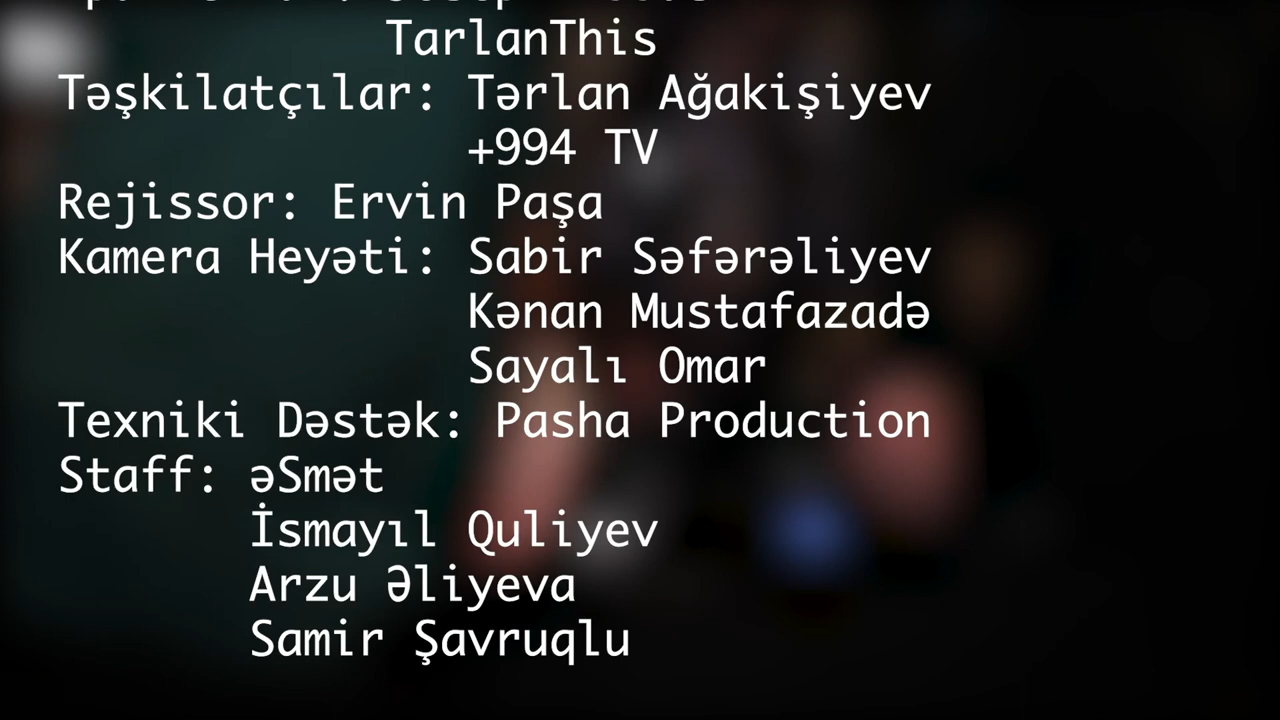 TarlanThis
Təşkilatçılar: Tərlan Ağakişiyev
+994 TV
Rejissor: Ervin Paşa
Kamera Heyəti: Sabir Səfərəliyev
Kənan Mustafazadə
Sayalı Omar
Texniki Dəstək: Pasha Production
Staff: əSmət
İsmayıl Quliyev
Arzu Əliyeva
Samir Şavruqlu